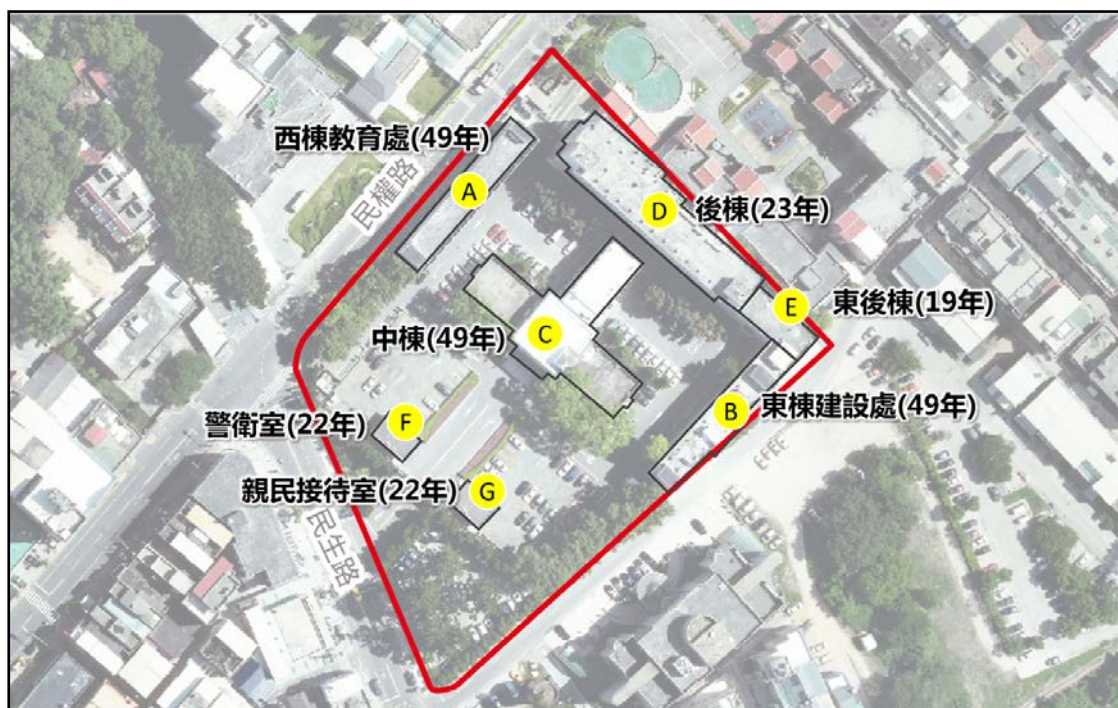 西棟教育處(49年)
A
民權路
D
後棟(23年)
E
東後棟(19年)
中棟(49年)
C
B
東棟建設處(49年)
警衛室(22年)
F
親民接待室(22年)
G
民生路